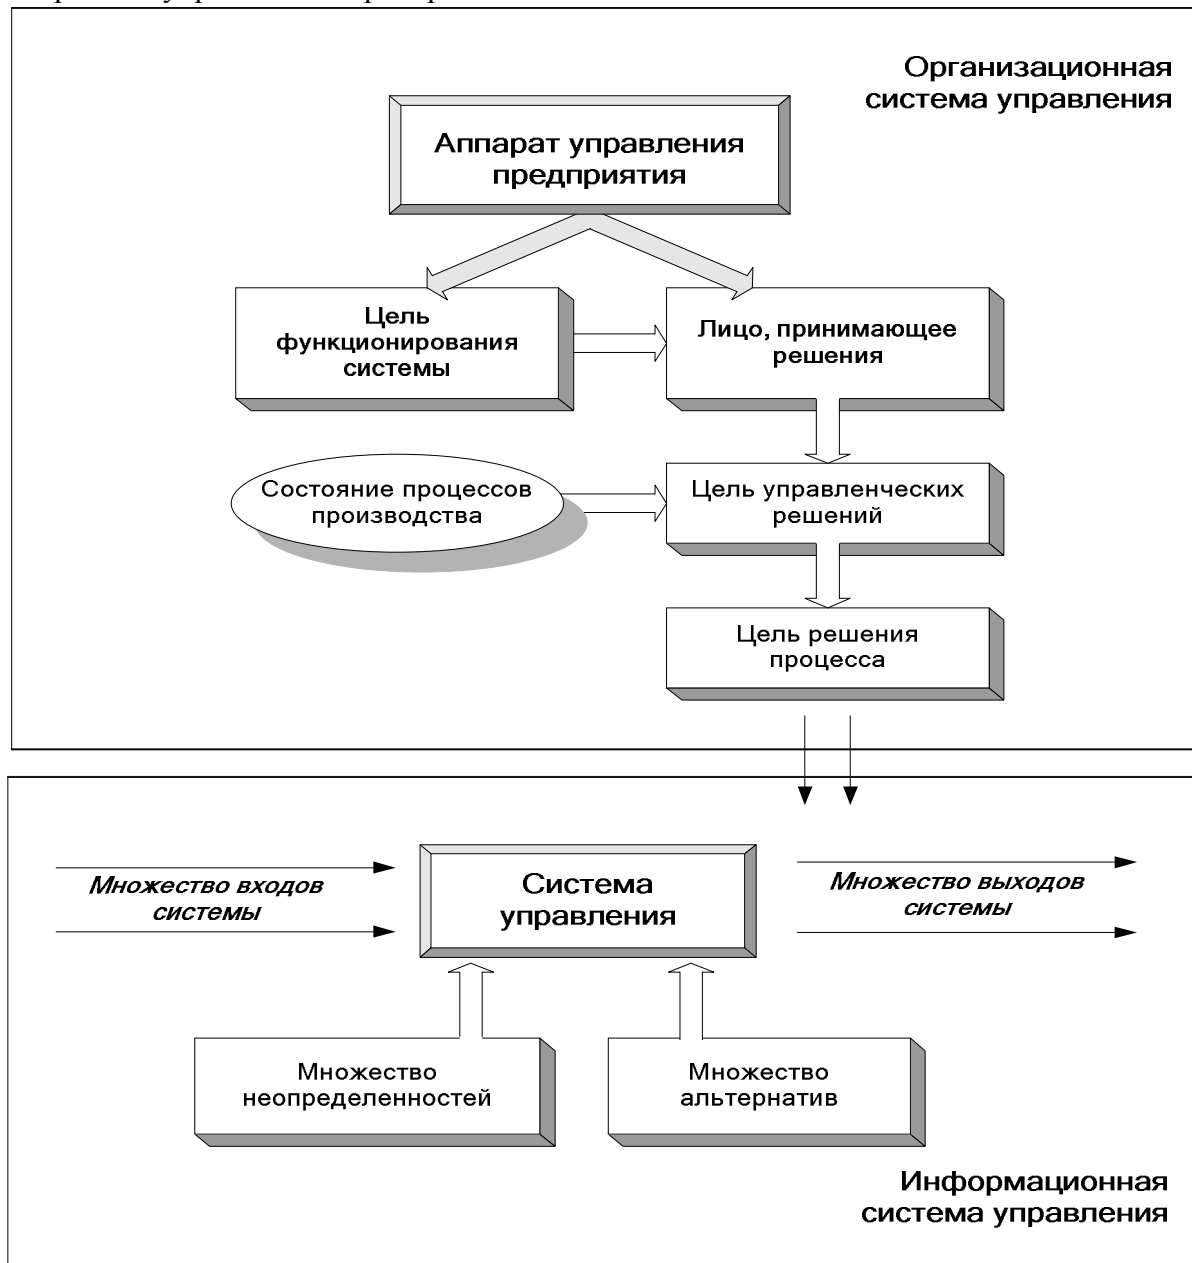 Организационная
система управления
Аппарат управления
предприятия
Цель
функционирования
системы
Лицо, принимающее
решения
Состояние процессов
производства
Цель управленческих
решений
Цель решения
процесса
Множество входов
системы
Система
управления
Множество выходов
системы
Множество
неопределенностей
Множество
альтернатив
Информационная
система управления